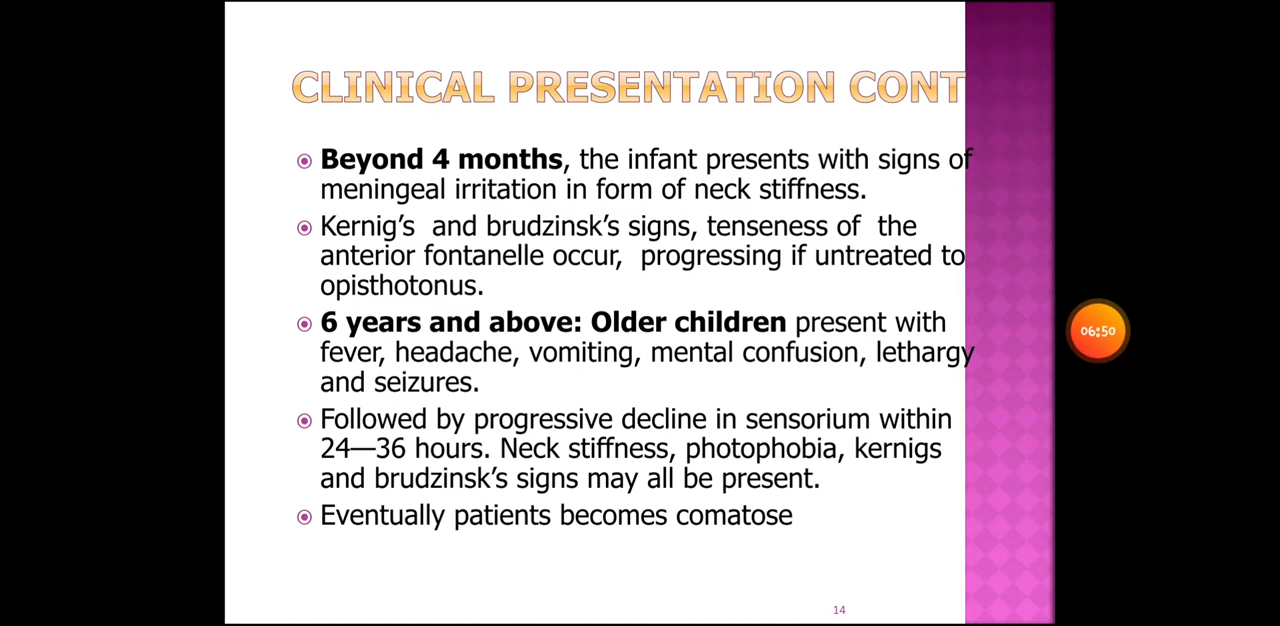 CLINICAL PRESENTATION CONT
Beyond 4 months, the infant presents with signs of
meningeal irritation in form of neck stiffness.
Kernig’s and brudzinsk’s signs, tenseness of the
anterior fontanelle occur, progressing if untreated to
opisthotonus.
6 years and above: Older children present with
fever, headache, vomiting, mental confusion, lethargy
and seizures.
Followed by progressive decline in sensorium within
24—36 hours. Neck stiffness, photophobia, kernigs
and brudzinsk’s signs may all be present.
Eventually patients becomes comatose
06:50
14